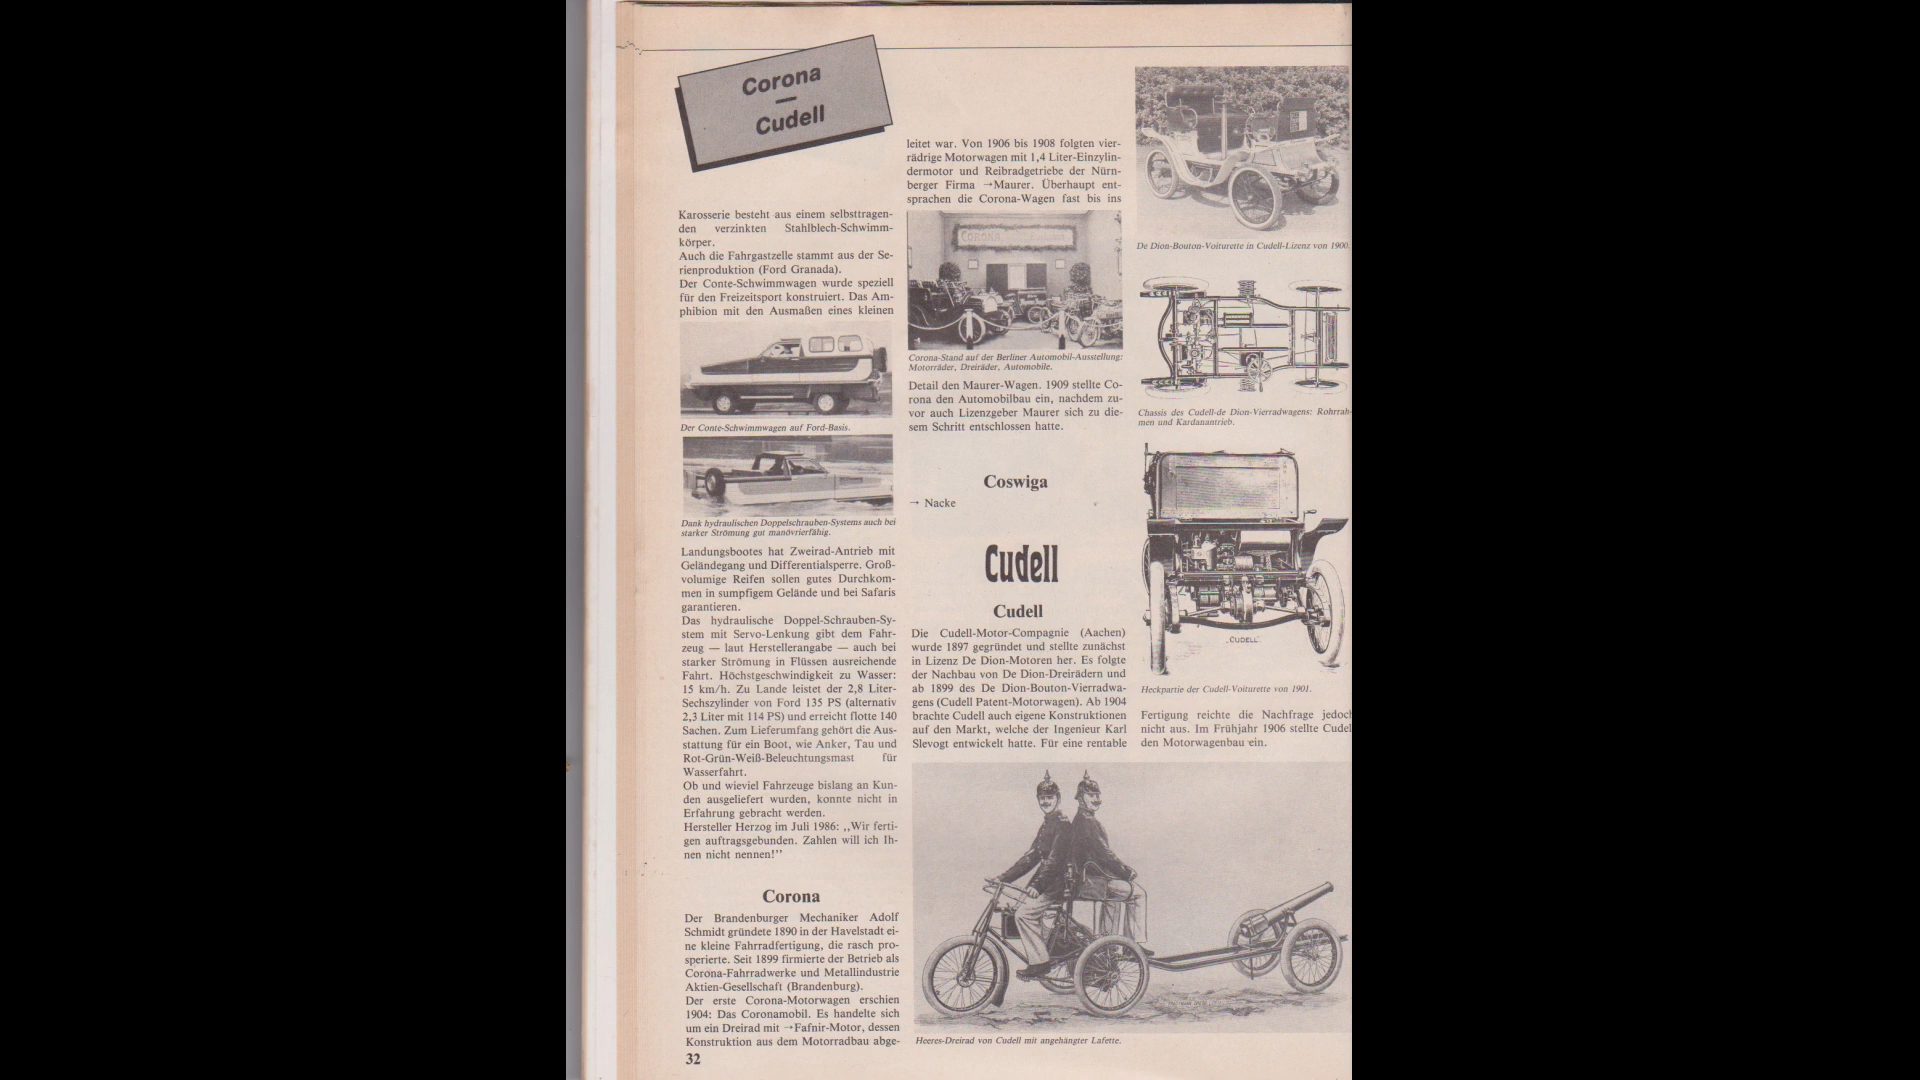 Corona
—
Cudell
Karosserie besteht aus einem selbsttragen-
den verzinkten Stahlblech-Schwimm-
körper.
Auch die Fahrgastzelle stammt aus der Se-
rienproduktion (Ford Granada).
Der Conte-Schwimmwagen wurde speziell
für den Freizeitsport konstruiert. Das Am-
phibion mit den Ausmaßen eines kleinen
Der Conte-Schwimmwagen auf Ford-Basis.
Dank hydraulischen Doppelschrauben-Systems auch bei
starker Strömung gut manövrierfähig.
Landungsbootes hat Zweirad-Antrieb mit
Geländegang und Differentialsperre. Groß-
volumige Reifen sollen gutes Durchkom-
men in sumpfigem Gelände und bei Safaris
garantieren.
Das hydraulische Doppel-Schrauben-Sy-
stem mit Servo-Lenkung gibt dem Fahr-
zeug — laut Herstellerangabe — auch bei
starker Strömung in Flüssen ausreichende
Fahrt. Höchstgeschwindigkeit zu Wasser:
15 km/h. Zu Lande leistet der 2,8 Liter-
Sechszylinder von Ford 135 PS (alternativ
2,3 Liter mit 114 PS) und erreicht flotte 140
Sachen. Zum Lieferumfang gehört die Aus-
stattung für ein Boot, wie Anker, Tau und
Rot-Grün-Weiß-Beleuchtungsmast für
Wasserfahrt.
Ob und wieviel Fahrzeuge bislang an Kun-
den ausgeliefert wurden, konnte nicht in
Erfahrung gebracht werden.
Hersteller Herzog im Juli 1986: ,,Wir ferti-
gen auftragsgebunden. Zahlen will ich Ih-
nen nicht nennen!’’
Corona
Der Brandenburger Mechaniker Adolf
Schmidt gründete 1890 in der Havelstadt ei-
ne kleine Fahrradfertigung, die rasch pro-
sperierte. Seit 1899 firmierte der Betrieb als
Corona-Fahrradwerke und Metallindustrie
Aktien-Gesellschaft (Brandenburg).
Der erste Corona-Motorwagen erschien
1904: Das Coronamobil. Es handelte sich
um ein Dreirad mit →Fafnir-Motor, dessen
Konstruktion aus dem Motorradbau abge-
32
leitet war. Von 1906 bis 1908 folgten vier-
rädrige Motorwagen mit 1,4 Liter-Einzylin-
dermotor und Reibradgetriebe der Nürn-
berger Firma →Maurer. Überhaupt ent-
sprachen die Corona-Wagen fast bis ins
CORONA
Corona-Stand auf der Berliner Automobil-Ausstellung:
Motorräder, Dreiräder, Automobile.
Detail den Maurer-Wagen. 1909 stellte Co-
rona den Automobilbau ein, nachdem zu-
vor auch Lizenzgeber Maurer sich zu die-
sem Schritt entschlossen hatte.
Coswiga
→ Nacke
Cudell
Cudell
Die Cudell-Motor-Compagnie (Aachen)
wurde 1897 gegründet und stellte zunächst
in Lizenz De Dion-Motoren her. Es folgte
der Nachbau von De Dion-Dreirädern und
ab 1899 des De Dion-Bouton-Vierradwa-
gens (Cudell Patent-Motorwagen). Ab 1904
brachte Cudell auch eigene Konstruktionen
auf den Markt, welche der Ingenieur Karl
Slevogt entwickelt hatte. Für eine rentable
De Dion-Bouton-Voiturette in Cudell-Lizenz von 1900.
Chassis des Cudell-de Dion-Vierradwagens: Rohrrah-
men und Kardanantrieb.
„CUDELL“
Heckpartie der Cudell-Voiturette von 1901.
Fertigung reichte die Nachfrage jedoch
nicht aus. Im Frühjahr 1906 stellte Cudell
den Motorwagenbau ein.
Heeres-Dreirad von Cudell mit angehängter Lafette.